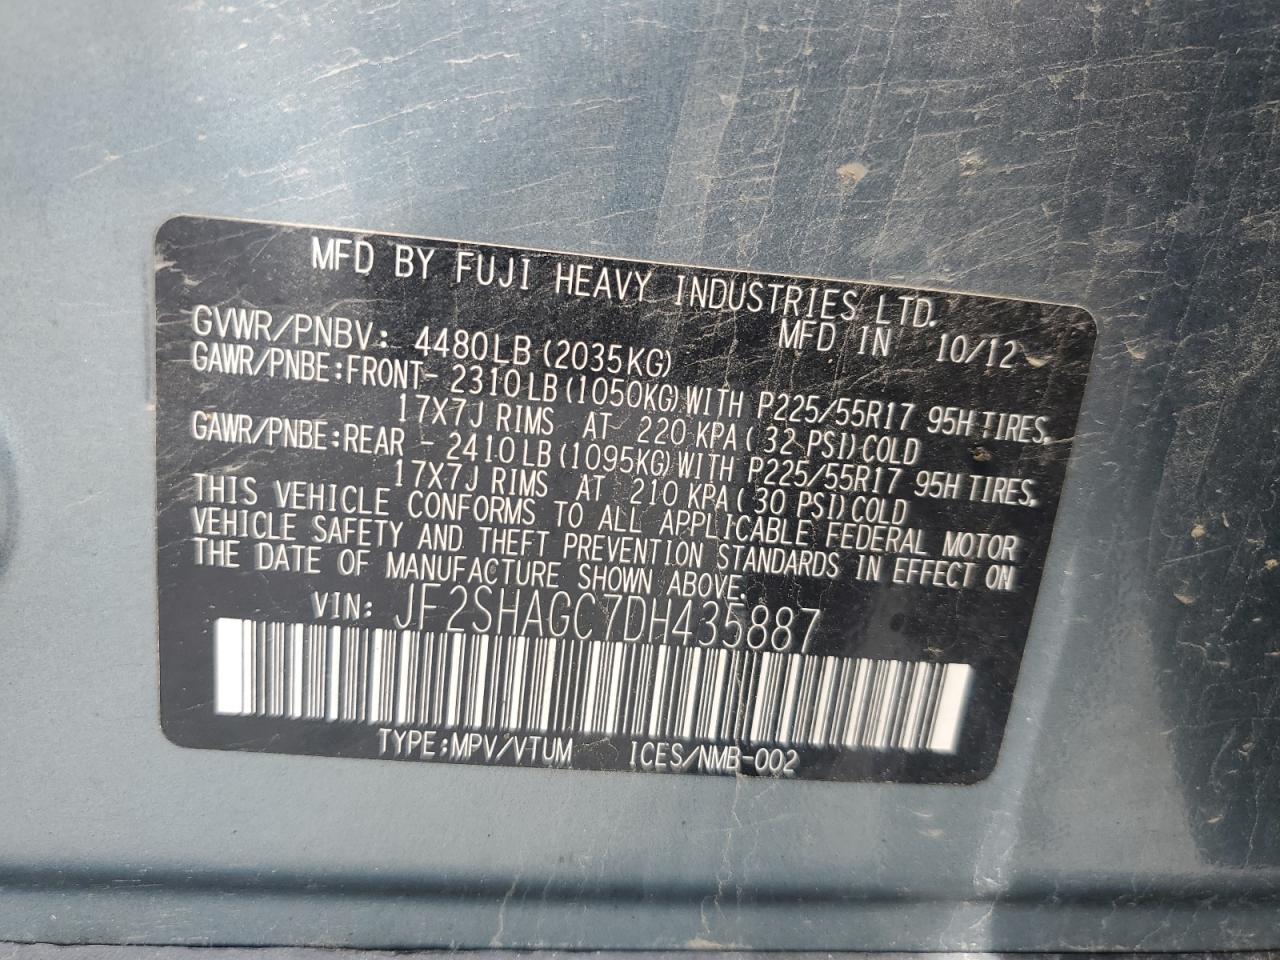 MFD BY FUJI HEAVY INDUSTRIES LTD.
MFD IN 10/12
GVWR/PNBV: 4480LB (2035KG)
GAWR/PNBE:FRONT- 2310LB (1050KG) WITH P225/55R17 95H TIRES,
17X7J RIMS AT 220 KPA ( 32 PSI) COLD
GAWR/PNBE:REAR - 2410LB (1095KG) WITH P225/55R17 95H TIRES,
17X7J RIMS AT 210 KPA ( 30 PSI) COLD
THIS VEHICLE CONFORMS TO ALL APPLICABLE FEDERAL MOTOR
VEHICLE SAFETY AND THEFT PREVENTION STANDARDS IN EFFECT ON
THE DATE OF MANUFACTURE SHOWN ABOVE.
VIN: JF2SHAGC7DH435887
TYPE:MPV/VTUM ICES/NMB-002